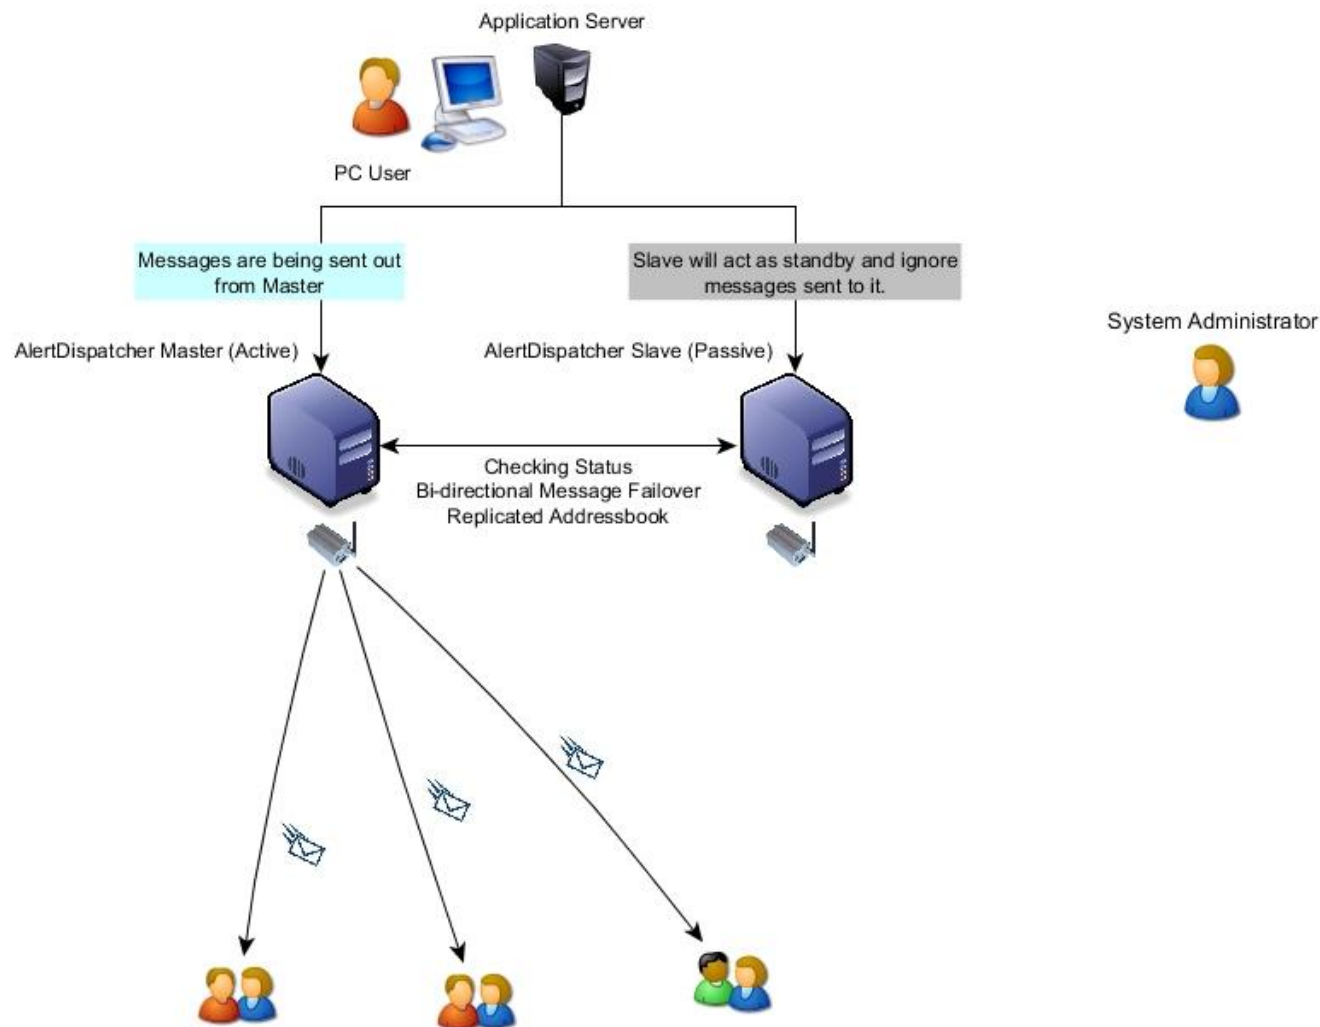 Application Server
PC User
Messages are being sent out
from Master
Slave will act as standby and ignore
messages sent to it.
System Administrator
AlertDispatcher Master (Active)
AlertDispatcher Slave (Passive)
Checking Status
Bi-directional Message Failover
Replicated Addressbook